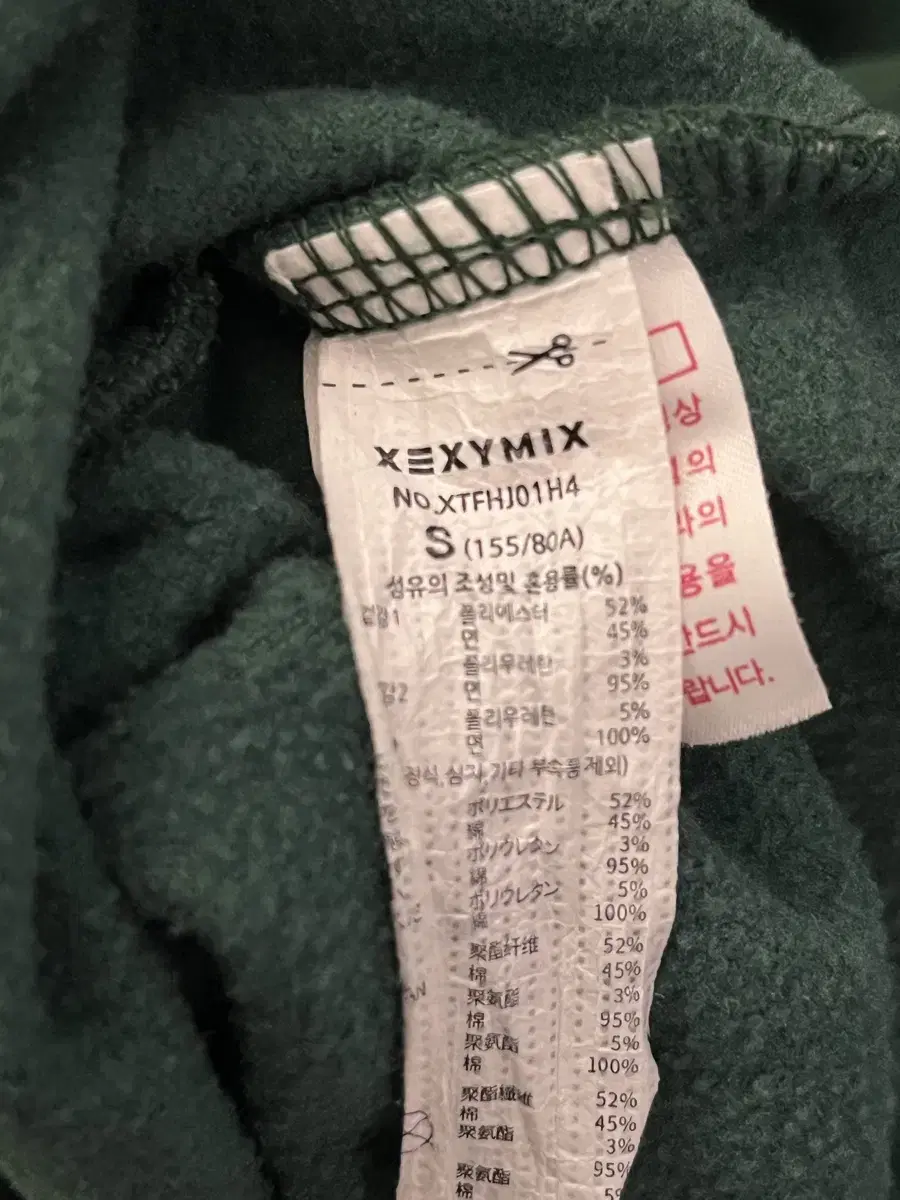 XEXYMIX
NO.XTFHJ01H4
S (155/80A)
섬유의 조성및 혼용률(%)
겉감1 폴리에스터 52%
면 45%
폴리우레탄 3%
감2 면 95%
폴리우레탄 5%
면 100%
장식,심지,기타 부속품 제외)
ポリエステル 52%
綿 45%
ポリウレタン 3%
綿 95%
ポリウレタン 5%
綿 100%
聚酯纤维 52%
棉 45%
聚氨酯 3%
棉 95%
聚氨酯 5%
棉 100%
聚酯纖維 52%
棉 45%
聚氨酯 3%
95%
聚氨酯 5%
棉
상
의
과의
용을
반드시
랍니다.